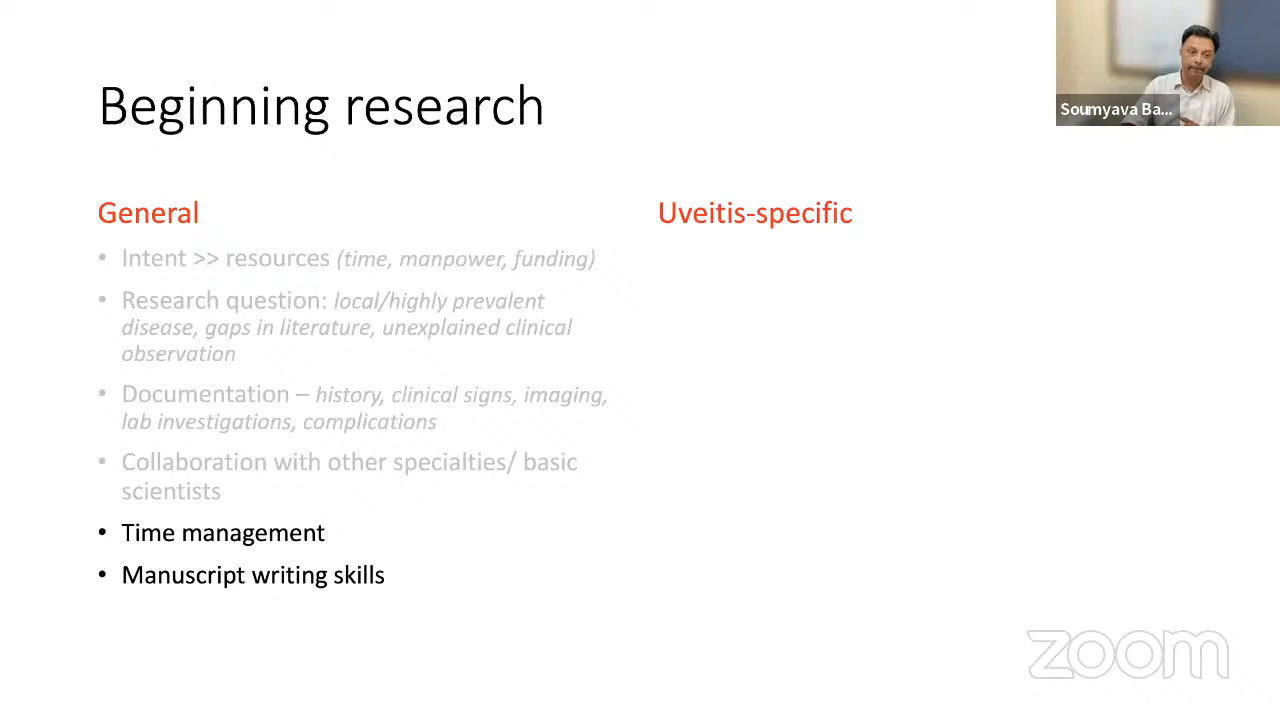 Beginning research
Soumyava Ba...
General
• Intent >> resources (time, manpower, funding)
• Research question: local/highly prevalent
disease, gaps in literature, unexplained clinical
observation
• Documentation – history, clinical signs, imaging,
lab investigations, complications
• Collaboration with other specialties/ basic
scientists
• Time management
• Manuscript writing skills
Uveitis-specific
zoom